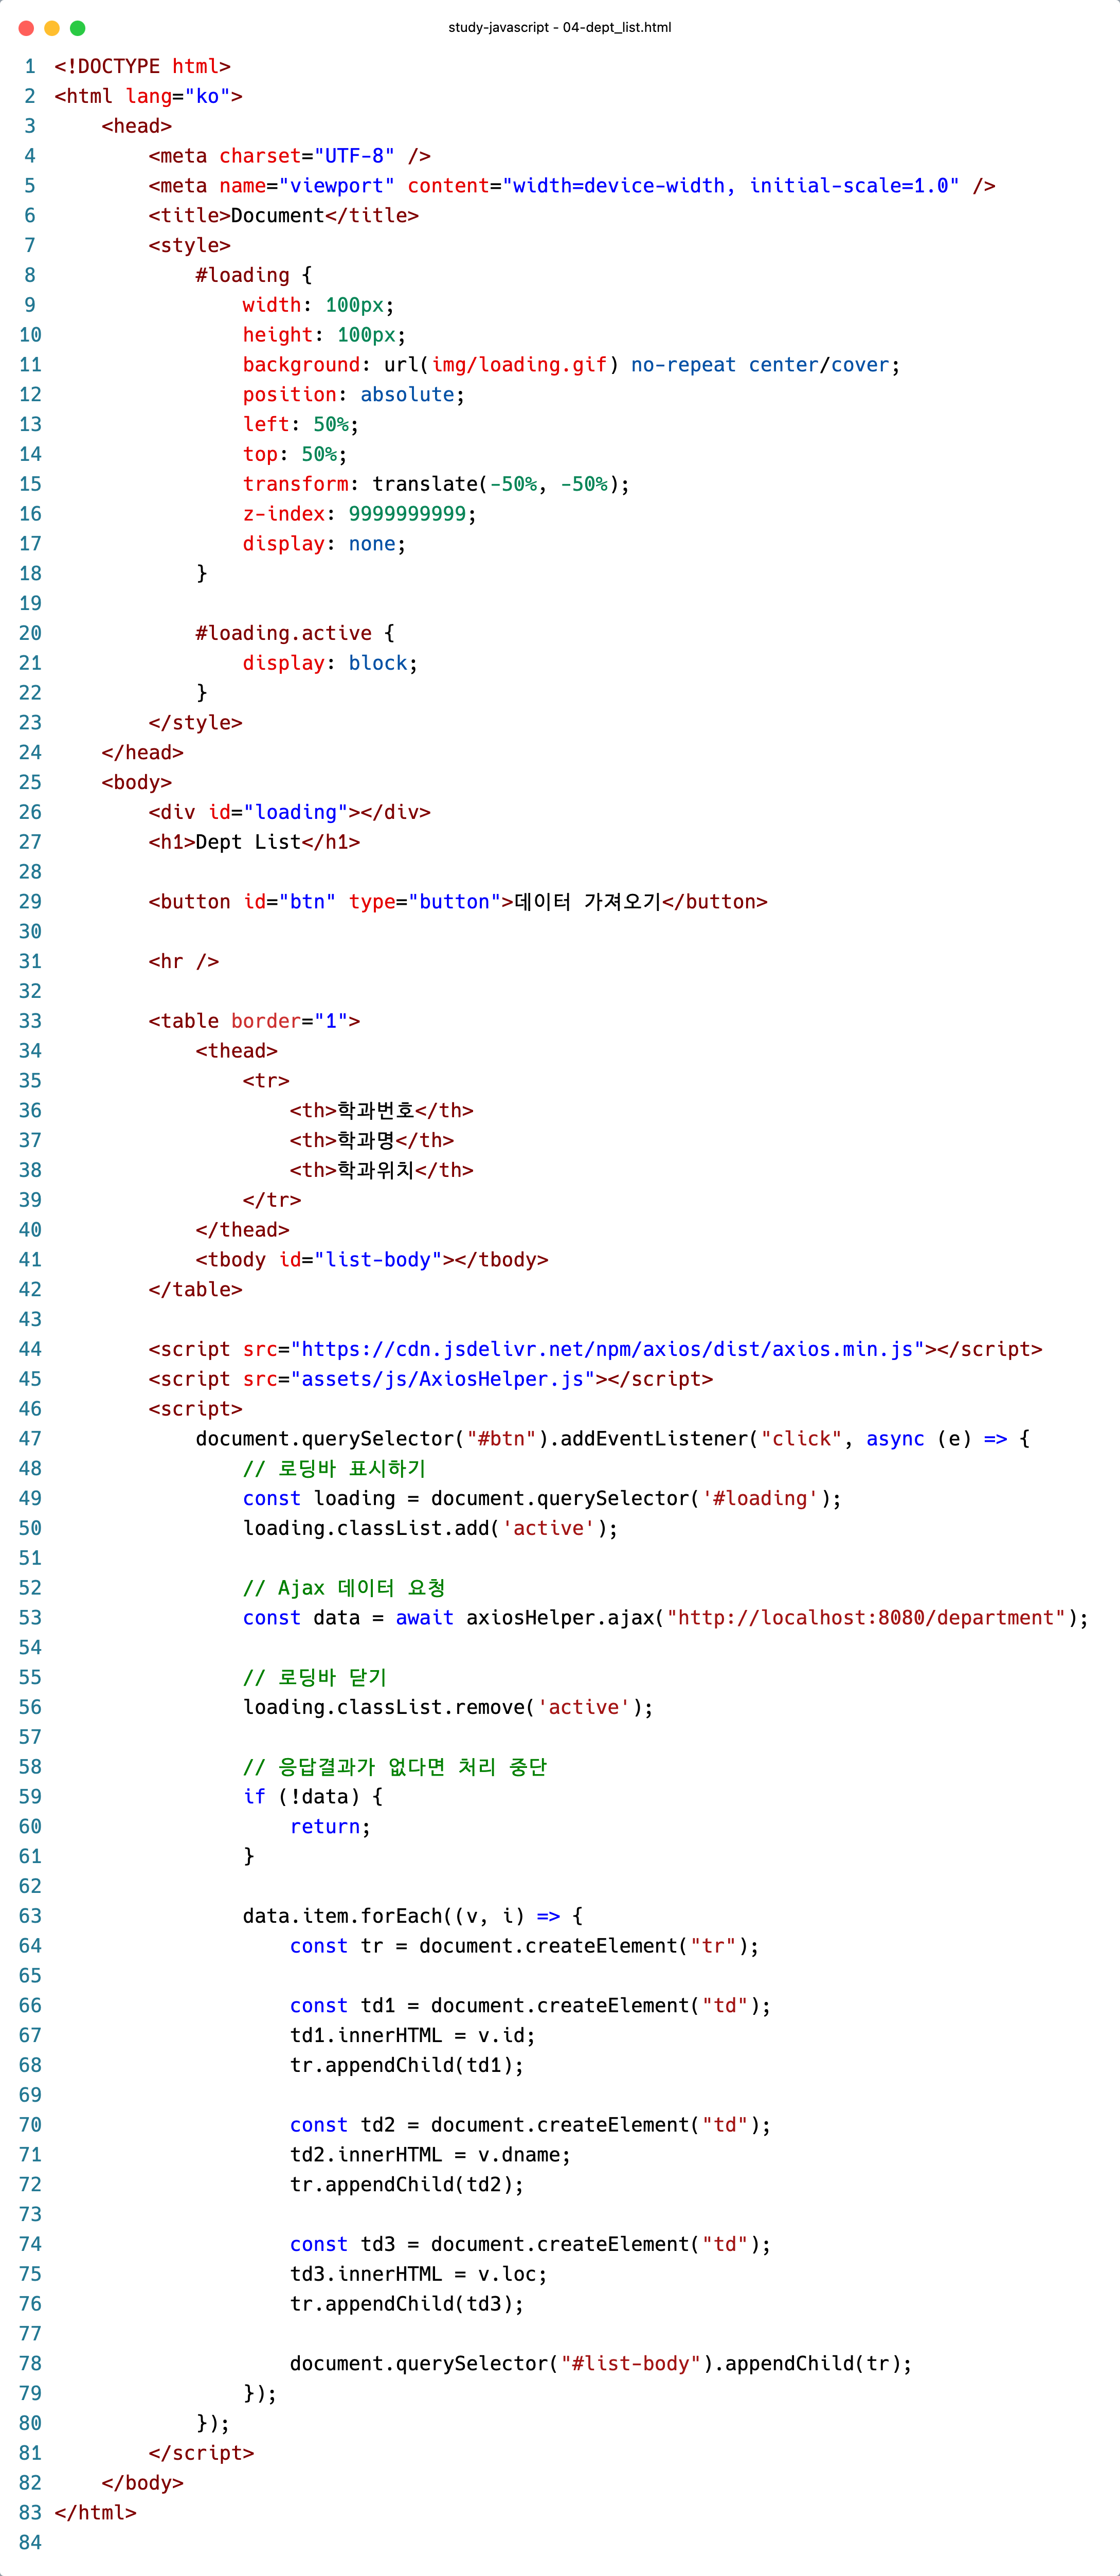 study-javascript - 04-dept_list.html
1 <!DOCTYPE html>
2 <html lang="ko">
3     <head>
4         <meta charset="UTF-8" />
5         <meta name="viewport" content="width=device-width, initial-scale=1.0" />
6         <title>Document</title>
7         <style>
8             #loading {
9                 width: 100px;
10                 height: 100px;
11                 background: url(img/loading.gif) no-repeat center/cover;
12                 position: absolute;
13                 left: 50%;
14                 top: 50%;
15                 transform: translate(-50%, -50%);
16                 z-index: 9999999999;
17                 display: none;
18             }
19
20             #loading.active {
21                 display: block;
22             }
23         </style>
24     </head>
25     <body>
26         <div id="loading"></div>
27         <h1>Dept List</h1>
28
29         <button id="btn" type="button">데이터 가져오기</button>
30
31         <hr />
32
33         <table border="1">
34             <thead>
35                 <tr>
36                     <th>학과번호</th>
37                     <th>학과명</th>
38                     <th>학과위치</th>
39                 </tr>
40             </thead>
41             <tbody id="list-body"></tbody>
42         </table>
43
44         <script src="https://cdn.jsdelivr.net/npm/axios/dist/axios.min.js"></script>
45         <script src="assets/js/AxiosHelper.js"></script>
46         <script>
47             document.querySelector("#btn").addEventListener("click", async (e) => {
48                 // 로딩바 표시하기
49                 const loading = document.querySelector('#loading');
50                 loading.classList.add('active');
51
52                 // Ajax 데이터 요청
53                 const data = await axiosHelper.ajax("http://localhost:8080/department");
54
55                 // 로딩바 닫기
56                 loading.classList.remove('active');
57
58                 // 응답결과가 없다면 처리 중단
59                 if (!data) {
60                     return;
61                 }
62
63                 data.item.forEach((v, i) => {
64                     const tr = document.createElement("tr");
65
66                     const td1 = document.createElement("td");
67                     td1.innerHTML = v.id;
68                     tr.appendChild(td1);
69
70                     const td2 = document.createElement("td");
71                     td2.innerHTML = v.dname;
72                     tr.appendChild(td2);
73
74                     const td3 = document.createElement("td");
75                     td3.innerHTML = v.loc;
76                     tr.appendChild(td3);
77
78                     document.querySelector("#list-body").appendChild(tr);
79                 });
80             });
81         </script>
82     </body>
83 </html>
84